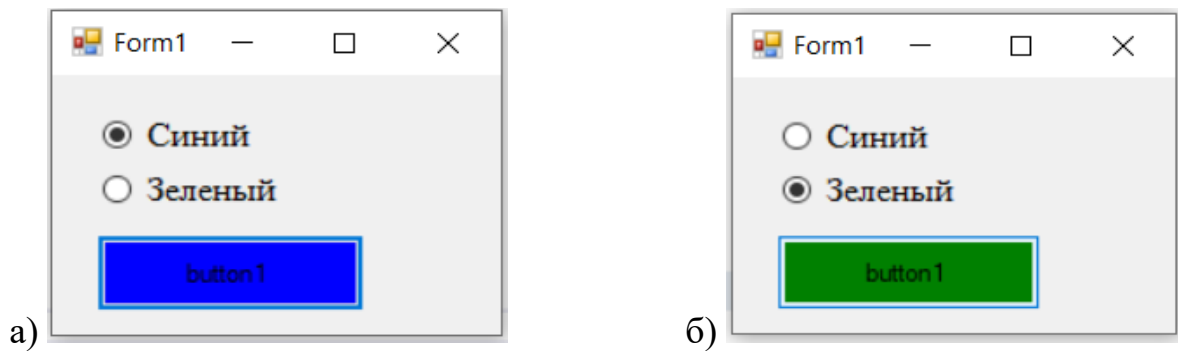 Form1
Синий
Зеленый
button1
а)
Form1
Синий
Зеленый
button1
б)